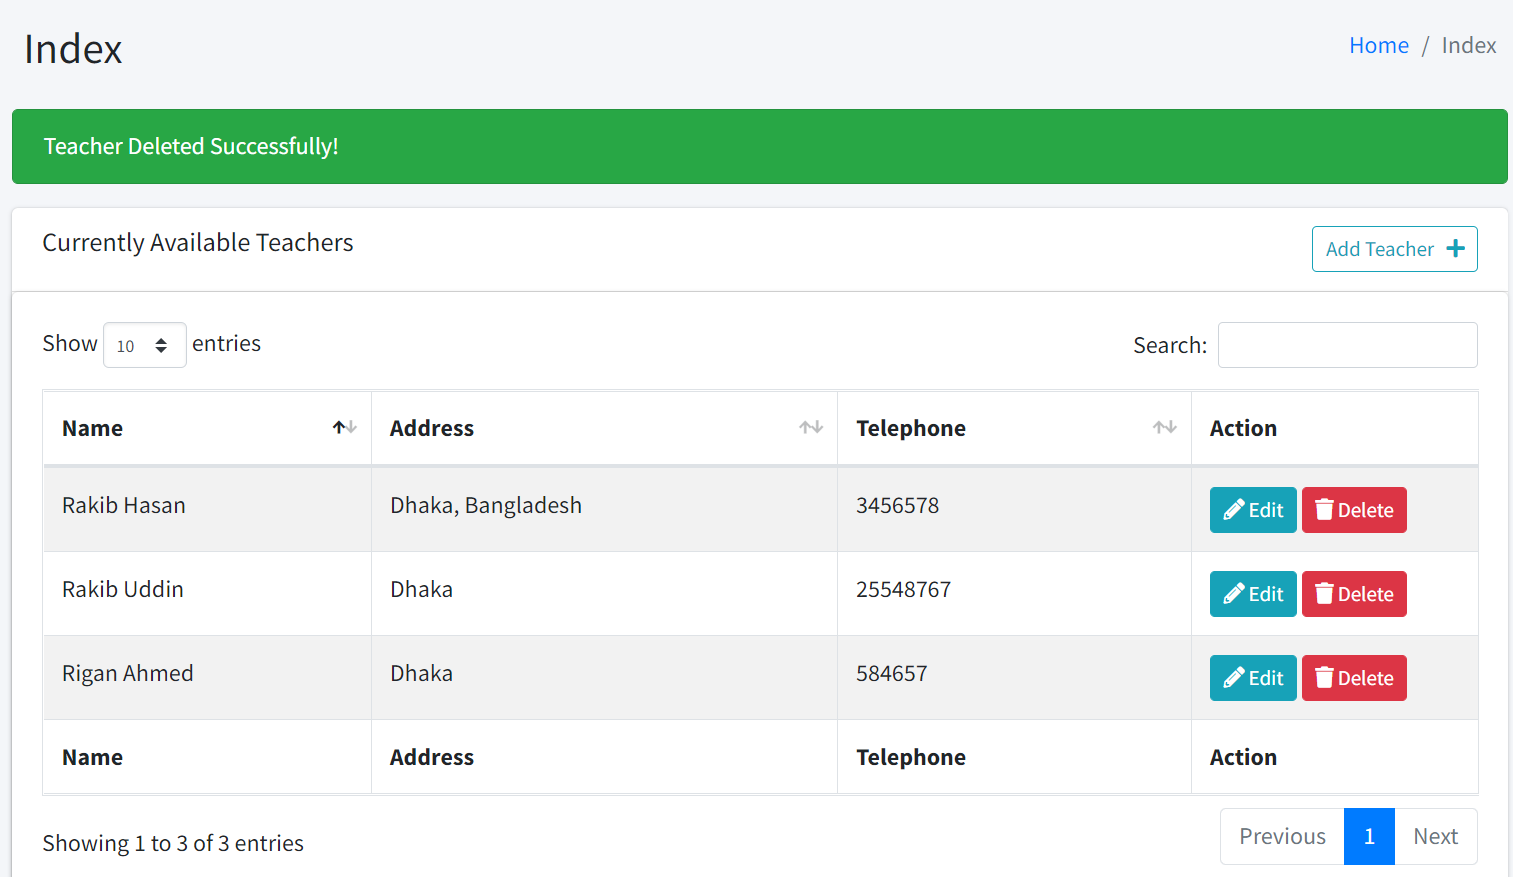 Index
Home / Index
Teacher Deleted Successfully!
Currently Available Teachers
Add Teacher
Show 10 entries
Search:
Name Address Telephone Action
Rakib Hasan Dhaka, Bangladesh 3456578 Edit Delete
Rakib Uddin Dhaka 25548767 Edit Delete
Rigan Ahmed Dhaka 584657 Edit Delete
Name Address Telephone Action
Showing 1 to 3 of 3 entries
Previous 1 Next